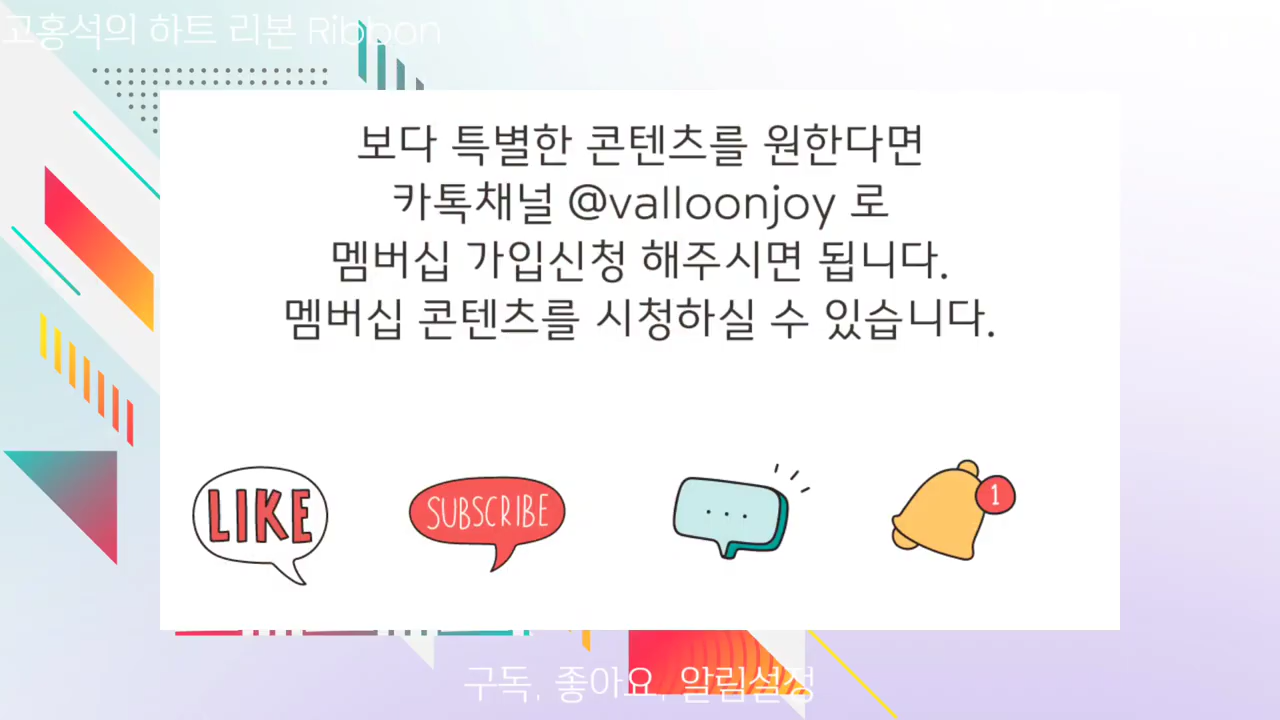 고홍석의 하트 리본 Ribbon
보다 특별한 콘텐츠를 원한다면
카톡채널 @valloonjoy 로
멤버십 가입신청 해주시면 됩니다.
멤버십 콘텐츠를 시청하실 수 있습니다.
LIKE
SUBSCRIBE
1
구독, 좋아요, 알림설정